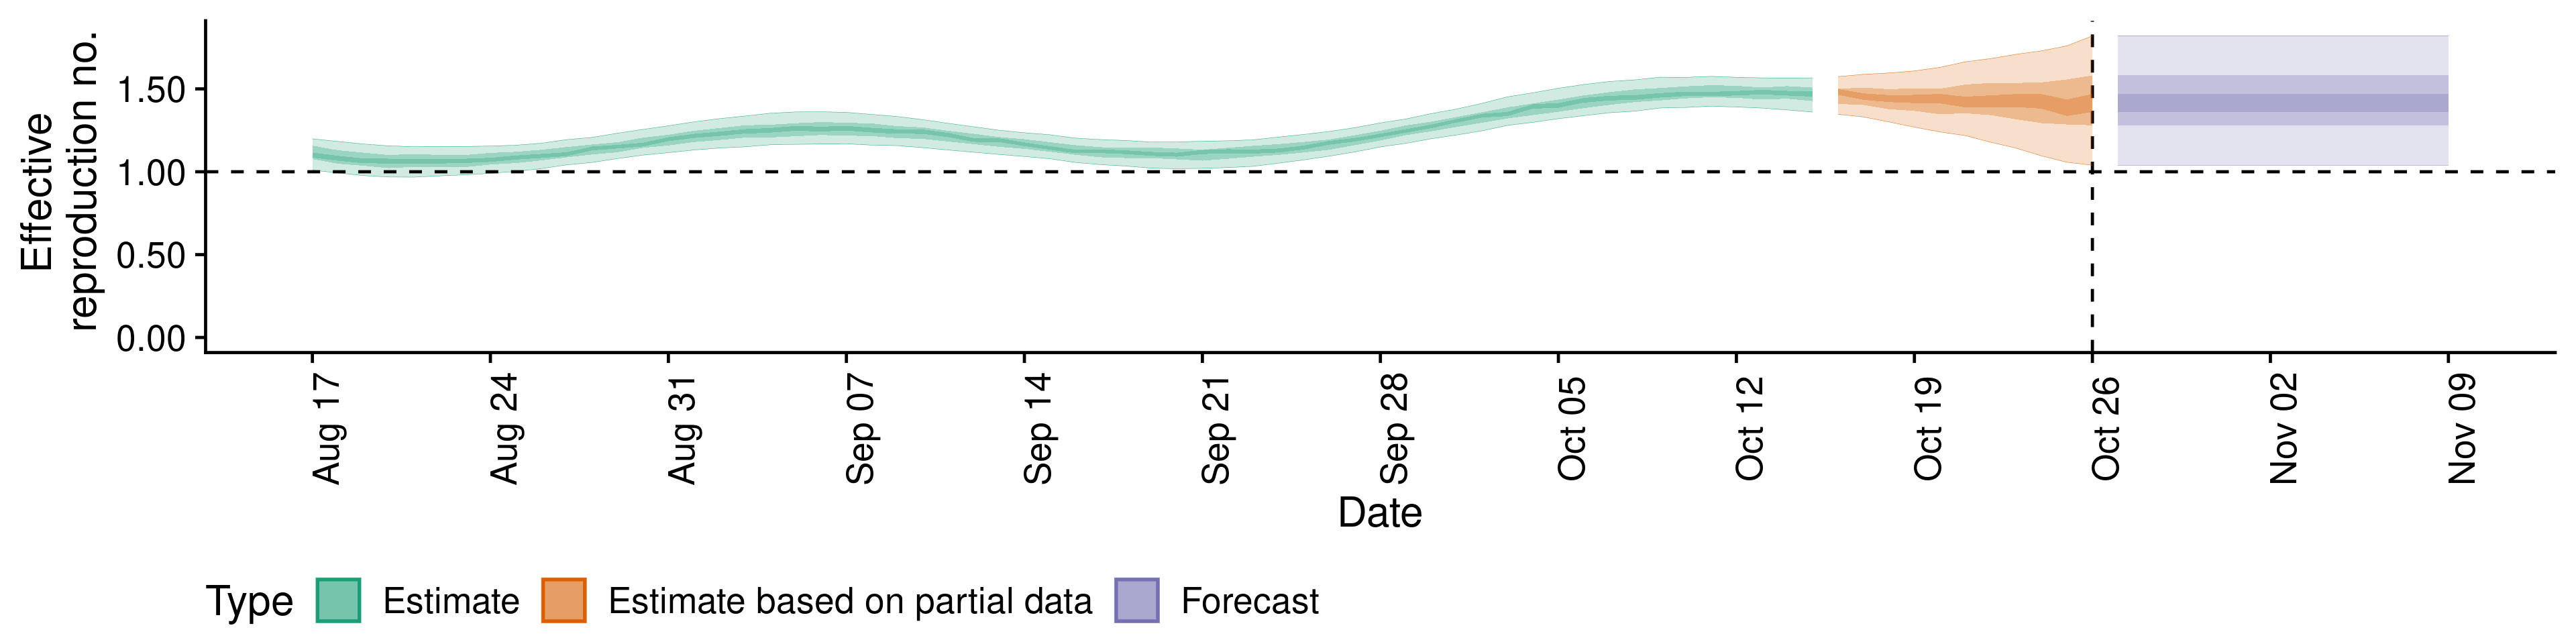 Effective
reproduction no.
1.50
1.00
0.50
0.00
Aug 17
Aug 24
Aug 31
Sep 07
Sep 14
Sep 21
Sep 28
Oct 05
Oct 12
Oct 19
Oct 26
Nov 02
Nov 09
Date
Type Estimate Estimate based on partial data Forecast